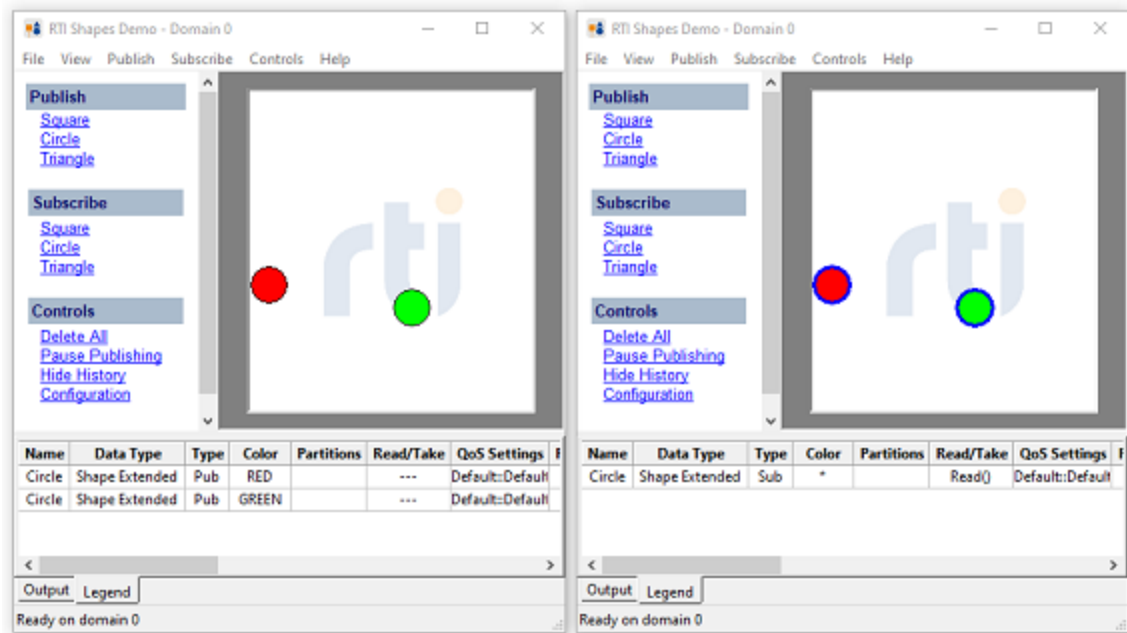 RTI Shapes Demo - Domain 0
File View Publish Subscribe Controls Help
Publish
Square
Circle
Triangle
Subscribe
Square
Circle
Triangle
Controls
Delete All
Pause Publishing
Hide History
Configuration
rti
Name Data Type Type Color Partitions Read/Take QoS Settings
Circle Shape Extended Pub RED --- Default::Default
Circle Shape Extended Pub GREEN --- Default::Default
Output Legend
Ready on domain 0
RTI Shapes Demo - Domain 0
File View Publish Subscribe Controls Help
Publish
Square
Circle
Triangle
Subscribe
Square
Circle
Triangle
Controls
Delete All
Pause Publishing
Hide History
Configuration
rti
Name Data Type Type Color Partitions Read/Take QoS Settings
Circle Shape Extended Sub * Read() Default::Default
Output Legend
Ready on domain 0